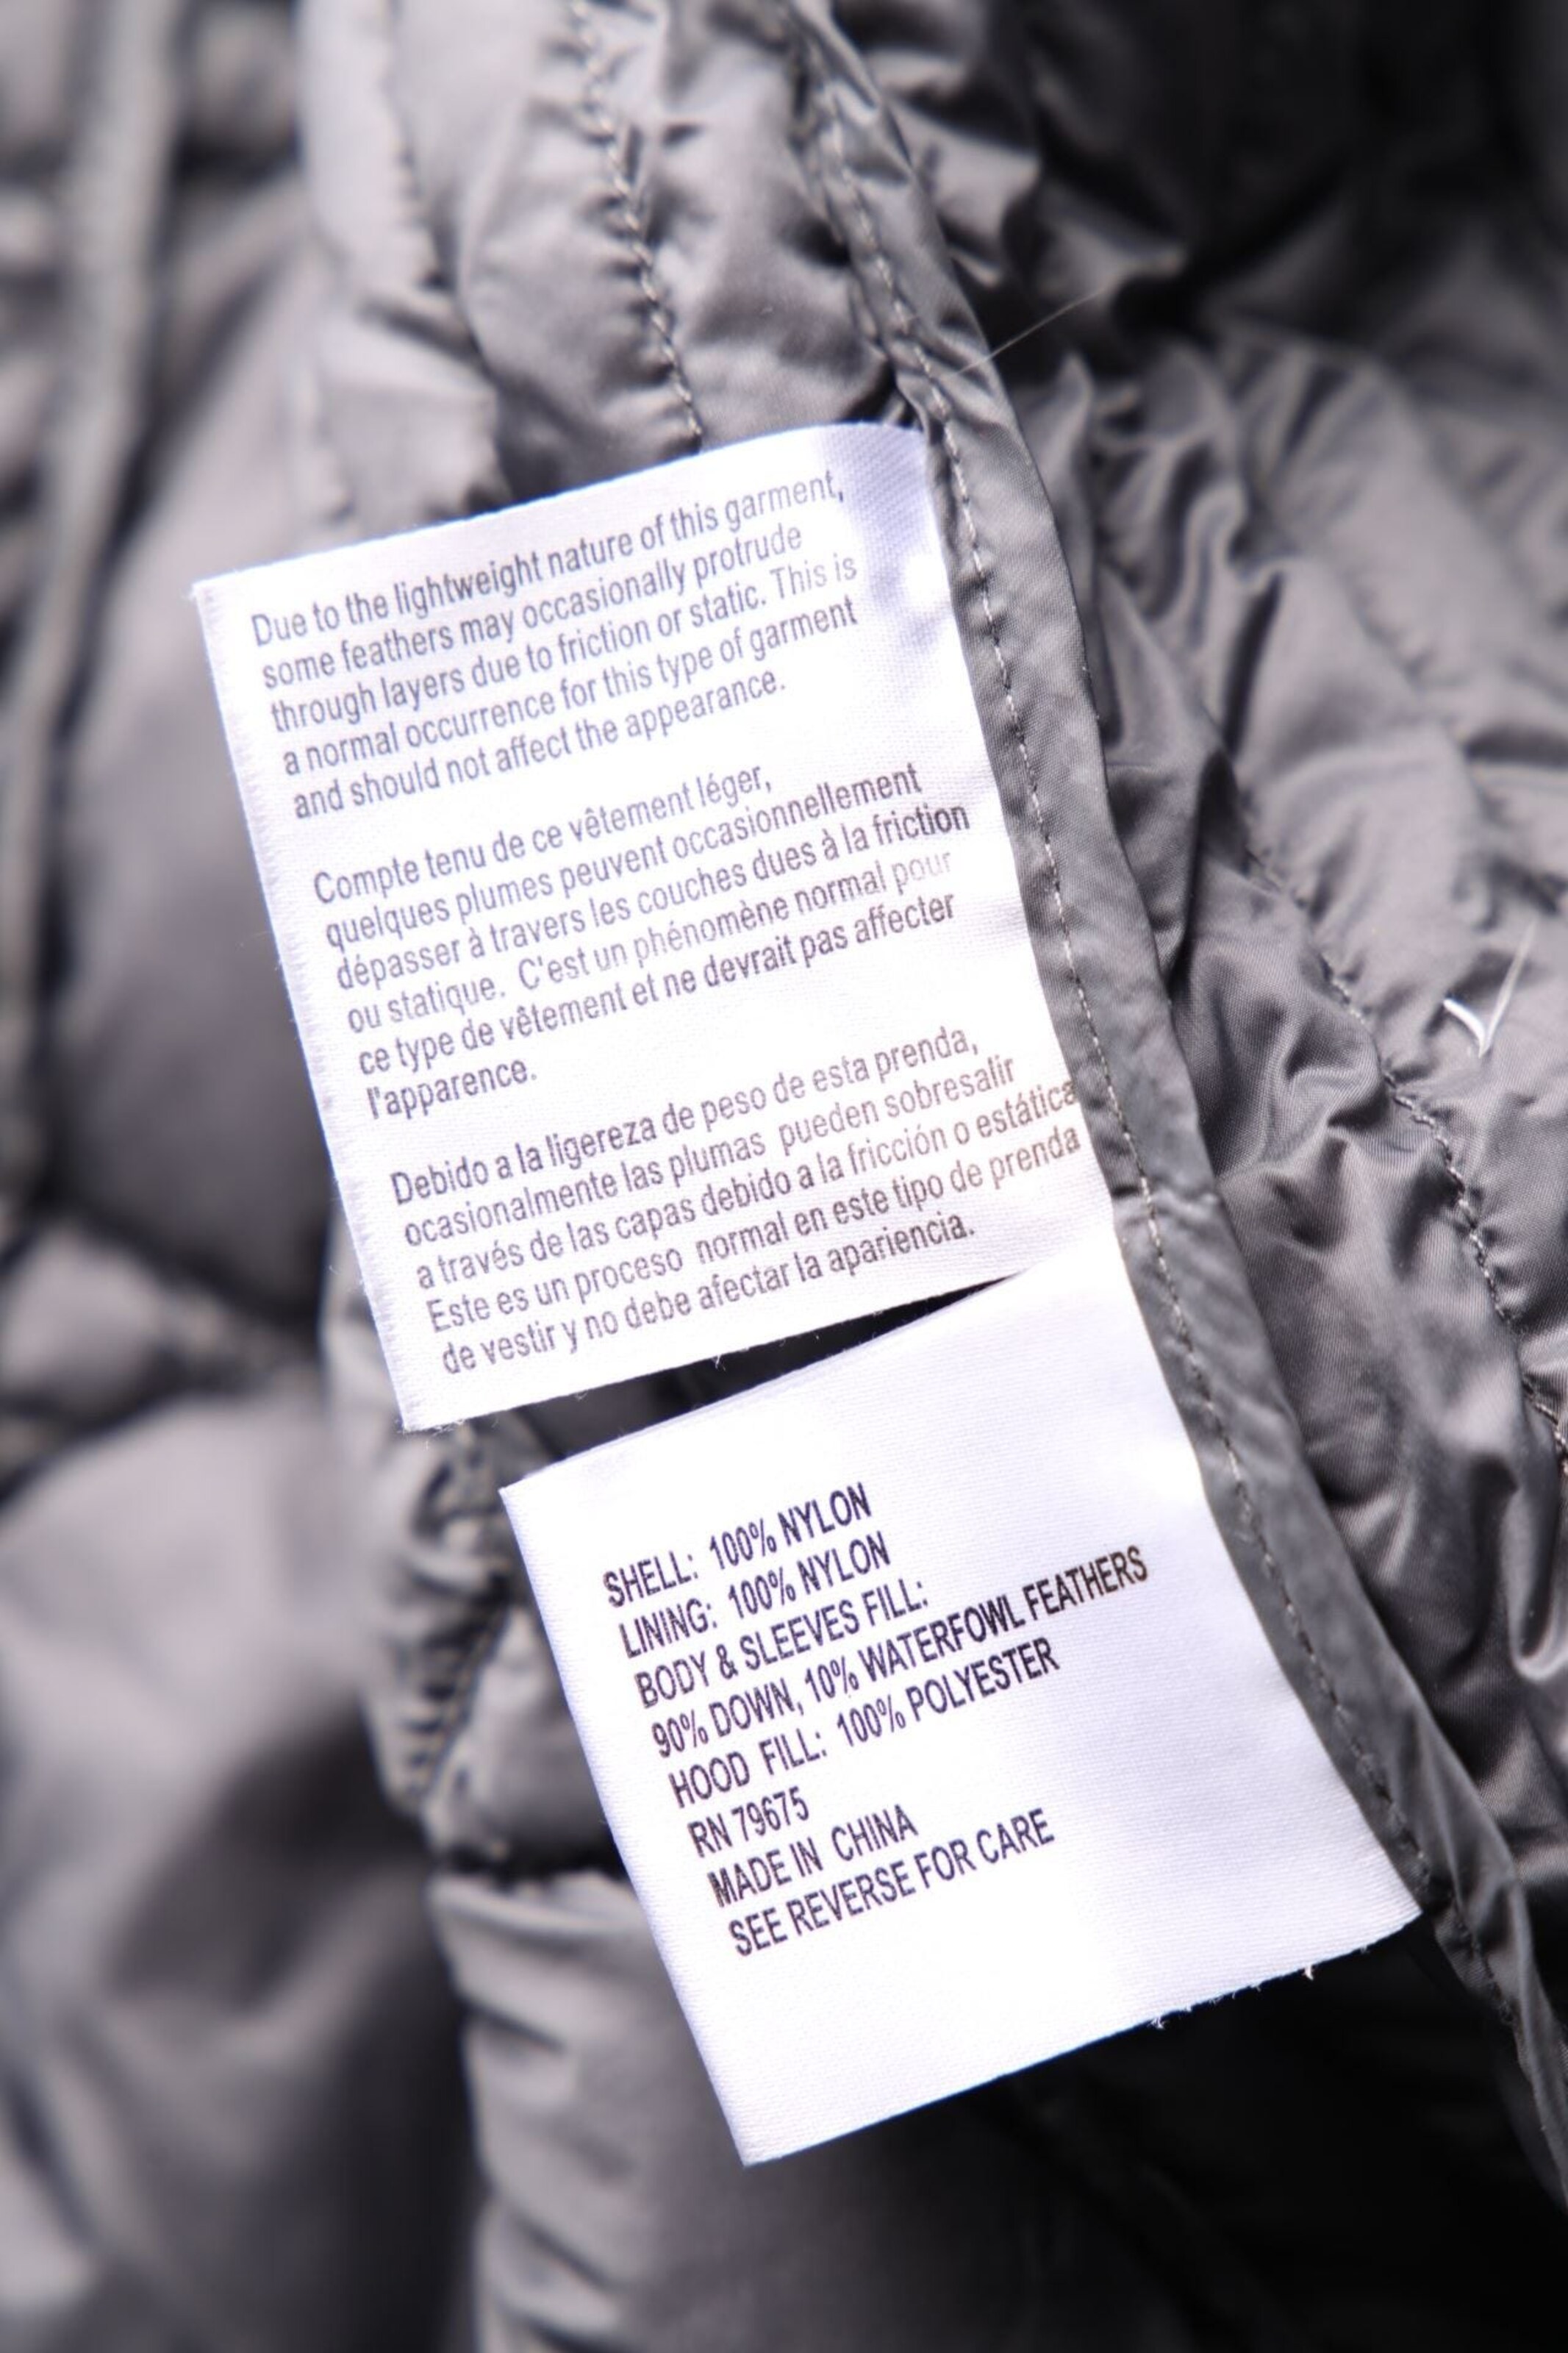 Due to the lightweight nature of this garment,
some feathers may occasionally protrude
through layers due to friction or static. This is
a normal occurrence for this type of garment
and should not affect the appearance.
Compte tenu de ce vêtement léger,
quelques plumes peuvent occasionnellement
dépasser à travers les couches dues à la friction
ou statique. C'est un phénomène normal pour
ce type de vêtement et ne devrait pas affecter
l'apparence.
Debido a la ligereza de peso de esta prenda,
ocasionalmente las plumas pueden sobresalir
a través de las capas debido a la fricción o estática
Este es un proceso normal en este tipo de prenda
de vestir y no debe afectar la apariencia.
SHELL: 100% NYLON
LINING: 100% NYLON
BODY & SLEEVES FILL:
90% DOWN, 10% WATERFOWL FEATHERS
HOOD FILL: 100% POLYESTER
RN 79675
MADE IN CHINA
SEE REVERSE FOR CARE